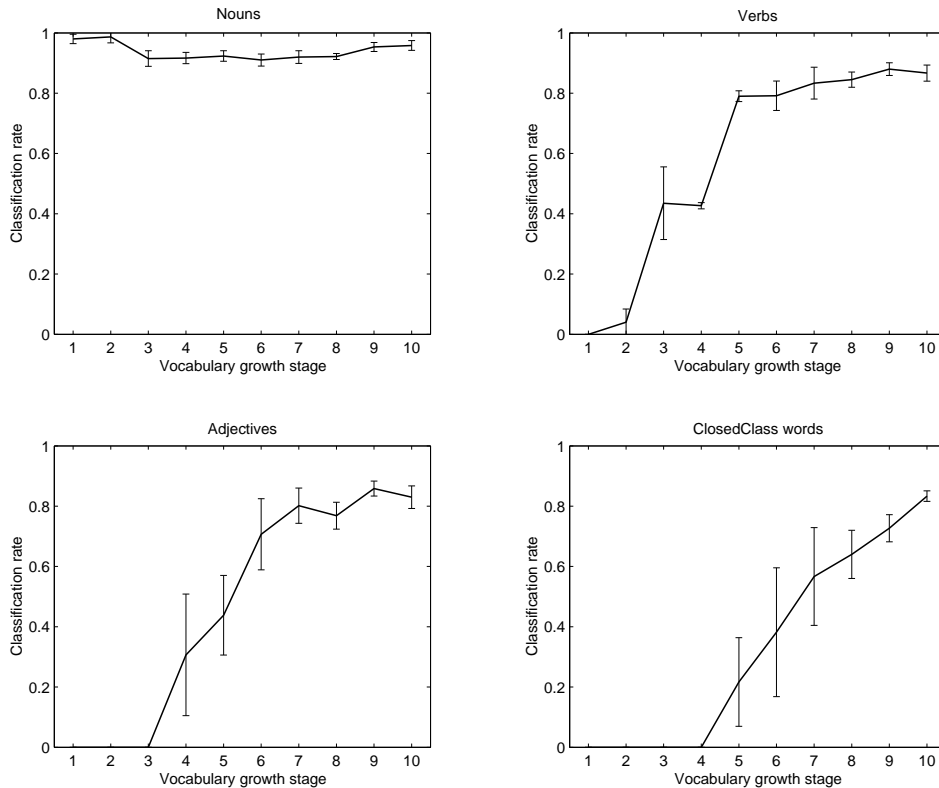 Nouns
1
0.8
0.6
0.4
0.2
0
Classification rate
1 2 3 4 5 6 7 8 9 10
Vocabulary growth stage
Verbs
1
0.8
0.6
0.4
0.2
0
Classification rate
1 2 3 4 5 6 7 8 9 10
Vocabulary growth stage
Adjectives
1
0.8
0.6
0.4
0.2
0
Classification rate
1 2 3 4 5 6 7 8 9 10
Vocabulary growth stage
ClosedClass words
1
0.8
0.6
0.4
0.2
0
Classification rate
1 2 3 4 5 6 7 8 9 10
Vocabulary growth stage